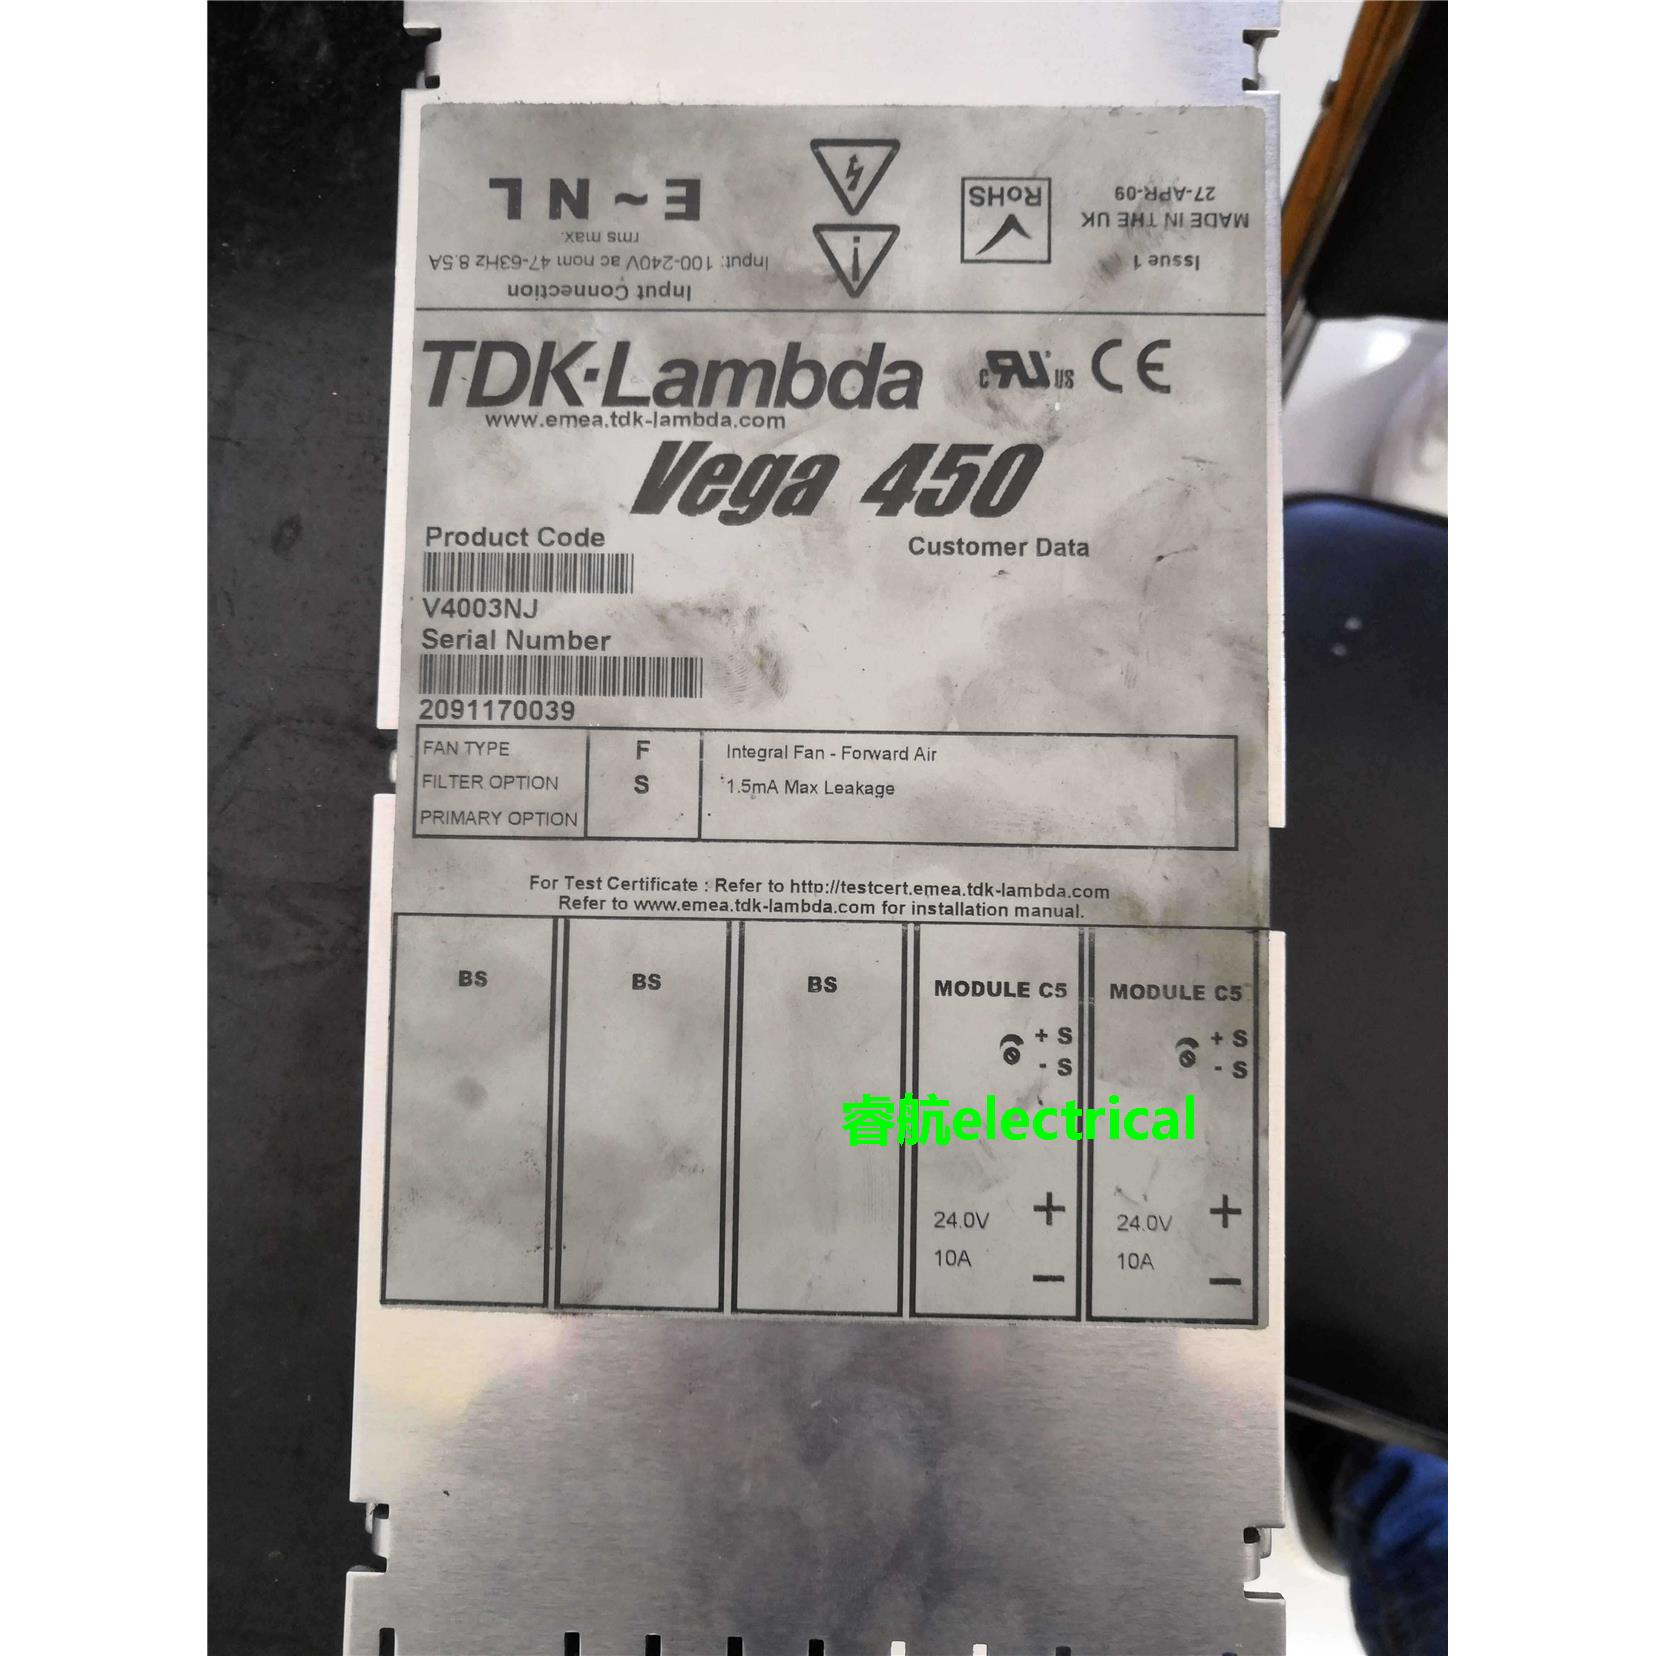 E ~ N L
Input: 100-240V ac nom 47-63Hz 8.5A
rms max.
Input Connection
RoHS
27-APR-09
MADE IN THE UK
Issue 1
TDK-Lambda
c RU us CE
www.emea.tdk-lambda.com
Vega 450
Product Code
Customer Data
V4003NJ
Serial Number
2091170039
FAN TYPE F Integral Fan - Forward Air
FILTER OPTION S 1.5mA Max Leakage
PRIMARY OPTION
For Test Certificate : Refer to http://testcert.emea.tdk-lambda.com
Refer to www.emea.tdk-lambda.com for installation manual.
BS BS BS MODULE C5 MODULE C5
+ S + S
- S - S
睿航electrical
24.0V + 24.0V +
10A − 10A −